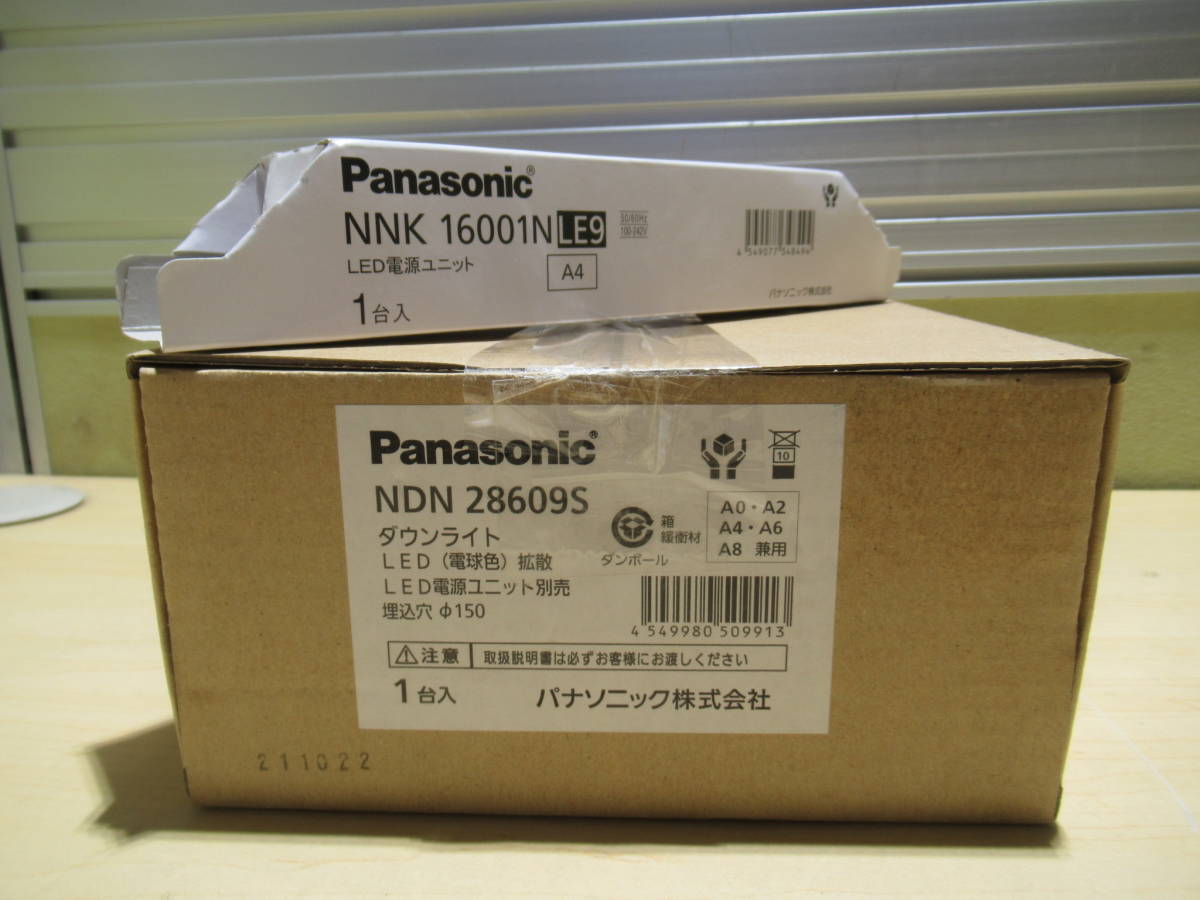 Panasonic®
NNK 16001N LE9
50/60Hz
100-242V
LED電源ユニット
A4
1台入
4 549077 348494
パナソニック株式会社
Panasonic®
NDN 28609S
ダウンライト
LED（電球色）拡散
LED電源ユニット別売
埋込穴 φ150
10
箱
緩衝材
ダンボール
A0・A2
A4・A6
A8 兼用
4 549980 509913
注意 取扱説明書は必ずお客様にお渡しください
1台入
パナソニック株式会社
211022